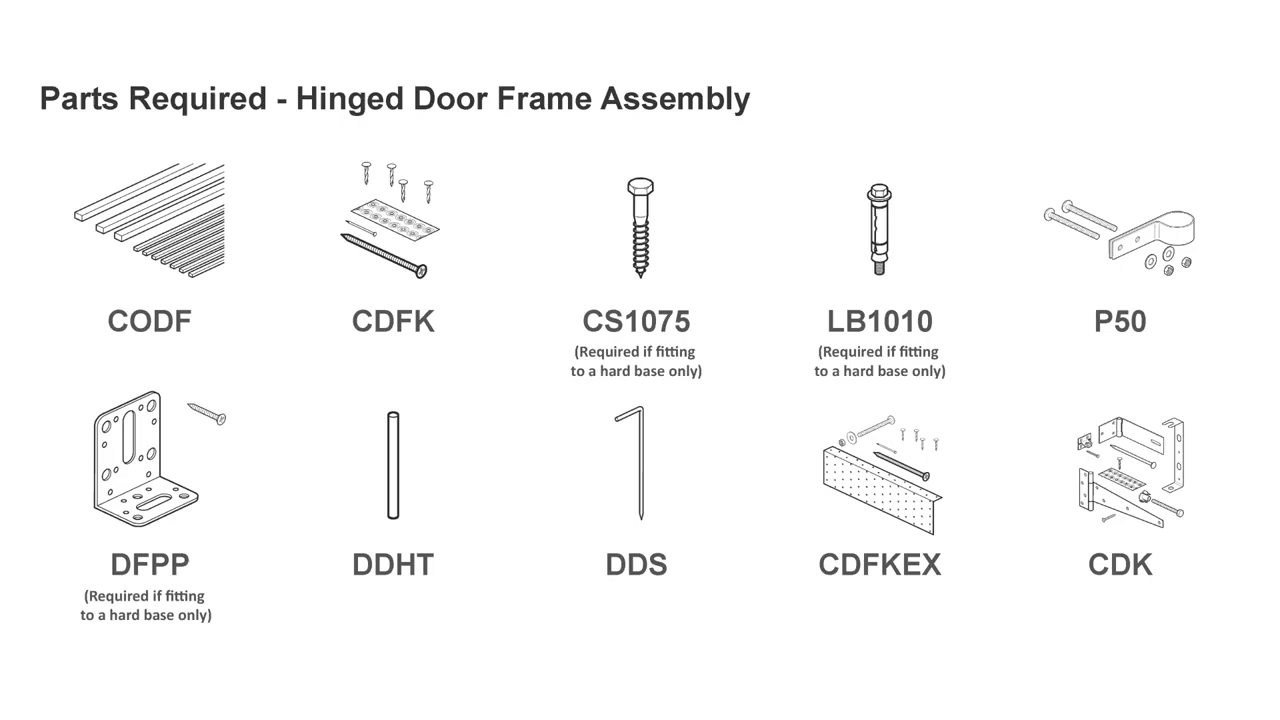 Parts Required - Hinged Door Frame Assembly
CODF
CDFK
CS1075
(Required if fitting
to a hard base only)
LB1010
(Required if fitting
to a hard base only)
P50
DFPP
(Required if fitting
to a hard base only)
DDHT
DDS
CDFKEX
CDK